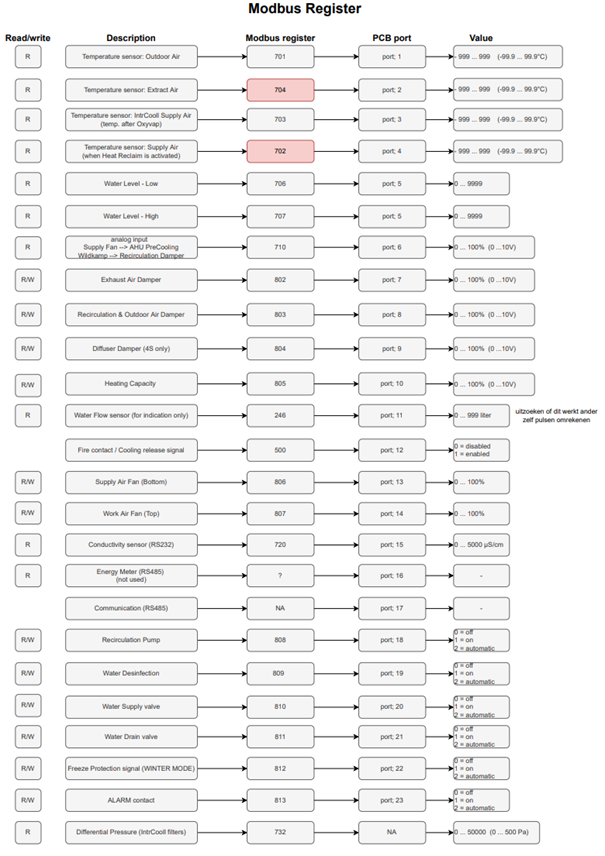 Modbus Register
Read/write Description Modbus register PCB port Value
R Temperature sensor: Outdoor Air 701 port; 1 - 999 ... 999 (-99.9 ... 99.9°C)
R Temperature sensor: Extract Air 704 port; 2 - 999 ... 999 (-99.9 ... 99.9°C)
R Temperature sensor: IntrCooll Supply Air 703 port; 3 - 999 ... 999 (-99.9 ... 99.9°C)
(temp. after Oxyvap)
R Temperature sensor: Supply Air 702 port; 4 - 999 ... 999 (-99.9 ... 99.9°C)
(when Heat Reclaim is activated)
R Water Level - Low 706 port; 5 0 ... 9999
R Water Level - High 707 port; 5 0 ... 9999
analog input
R Supply Fan --> AHU PreCooling 710 port; 6 0 ... 100% (0 ...10V)
Wildkamp --> Recirculation Damper
R/W Exhaust Air Damper 802 port; 7 0 ... 100% (0 ...10V)
R/W Recirculation & Outdoor Air Damper 803 port; 8 0 ... 100% (0 ...10V)
R/W Diffuser Damper (4S only) 804 port; 9 0 ... 100% (0 ...10V)
R/W Heating Capacity 805 port; 10 0 ... 100% (0 ...10V)
R Water Flow sensor (for indication only) 246 port; 11 0 ... 999 liter uitzoeken of dit werkt ander
zelf pulsen omrekenen
Fire contact / Cooling release signal 500 port; 12 0 = disabled
1 = enabled
R/W Supply Air Fan (Bottom) 806 port; 13 0 ... 100%
R/W Work Air Fan (Top) 807 port; 14 0 ... 100%
R Conductivity sensor (RS232) 720 port; 15 0 ... 5000 µS/cm
R Energy Meter (RS485) ? port; 16 -
(not used)
Communication (RS485) NA port; 17 -
R/W Recirculation Pump 808 port; 18 0 = off
1 = on
2 = automatic
R/W Water Desinfection 809 port; 19 0 = off
1 = on
2 = automatic
R/W Water Supply valve 810 port; 20 0 = off
1 = on
2 = automatic
R/W Water Drain valve 811 port; 21 0 = off
1 = on
2 = automatic
R/W Freeze Protection signal (WINTER MODE) 812 port; 22 0 = off
1 = on
2 = automatic
R/W ALARM contact 813 port; 23 0 = off
1 = on
2 = automatic
R Differential Pressure (IntrCooll filters) 732 NA 0 ... 50000 (0 ... 500 Pa)